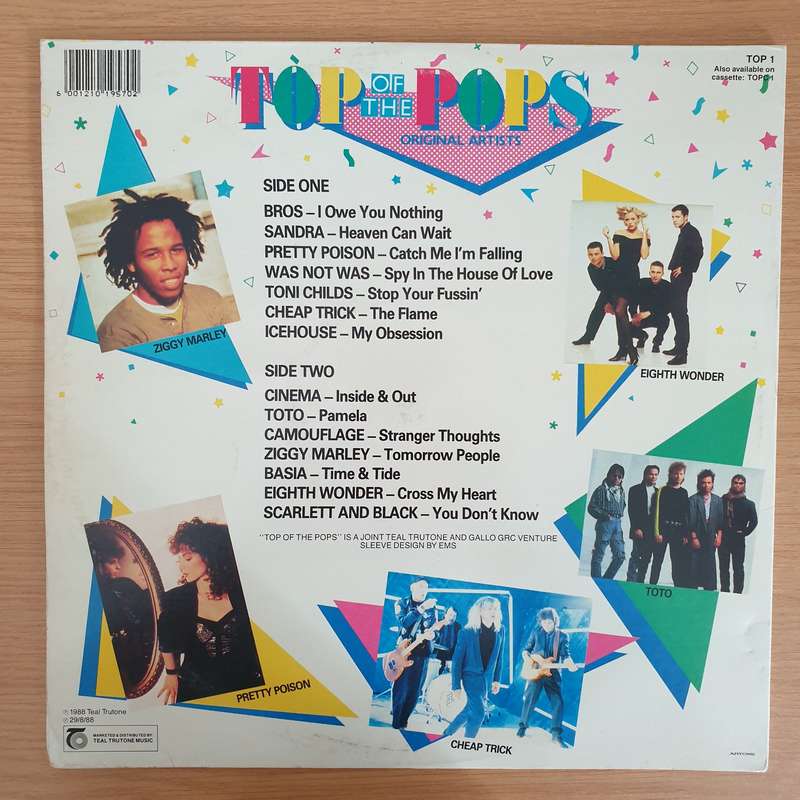 6 001210 195702
TOP OF THE POPS
ORIGINAL ARTISTS
TOP 1
Also available on
cassette: TOPC 1
SIDE ONE
BROS – I Owe You Nothing
SANDRA – Heaven Can Wait
PRETTY POISON – Catch Me I'm Falling
WAS NOT WAS – Spy In The House Of Love
TONI CHILDS – Stop Your Fussin'
CHEAP TRICK – The Flame
ICEHOUSE – My Obsession
SIDE TWO
CINEMA – Inside & Out
TOTO – Pamela
CAMOUFLAGE – Stranger Thoughts
ZIGGY MARLEY – Tomorrow People
BASIA – Time & Tide
EIGHTH WONDER – Cross My Heart
SCARLETT AND BLACK – You Don't Know
"TOP OF THE POPS" IS A JOINT TEAL TRUTONE AND GALLO GRC VENTURE
SLEEVE DESIGN BY EMS
ZIGGY MARLEY
EIGHTH WONDER
TOTO
PRETTY POISON
CHEAP TRICK
℗ 1988 Teal Trutone
℗ 29/8/88
MARKETED & DISTRIBUTED BY
TEAL TRUTONE MUSIC